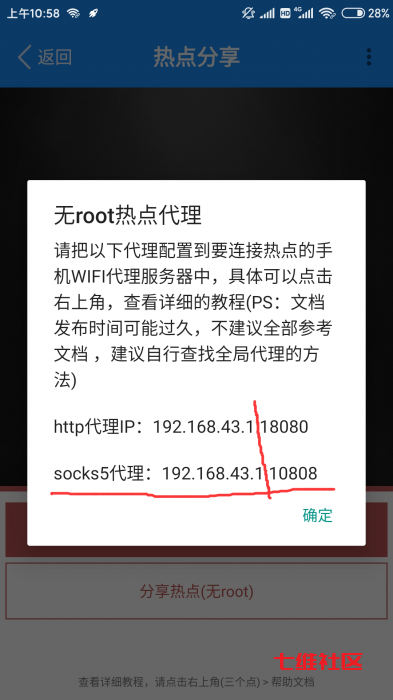 上午10:58
HD
4G
28%
返回
热点分享
无root热点代理
请把以下代理配置到要连接热点的手
机WIFI代理服务器中，具体可以点击
右上角，查看详细的教程(PS：文档
发布时间可能过久，不建议全部参考
文档 ，建议自行查找全局代理的方
法)
http代理IP：192.168.43.1 18080
socks5代理：192.168.43.1 10808
确定
分享热点(无root)
七维社区
查看详细教程，请点击右上角(三个点) > 帮助文档